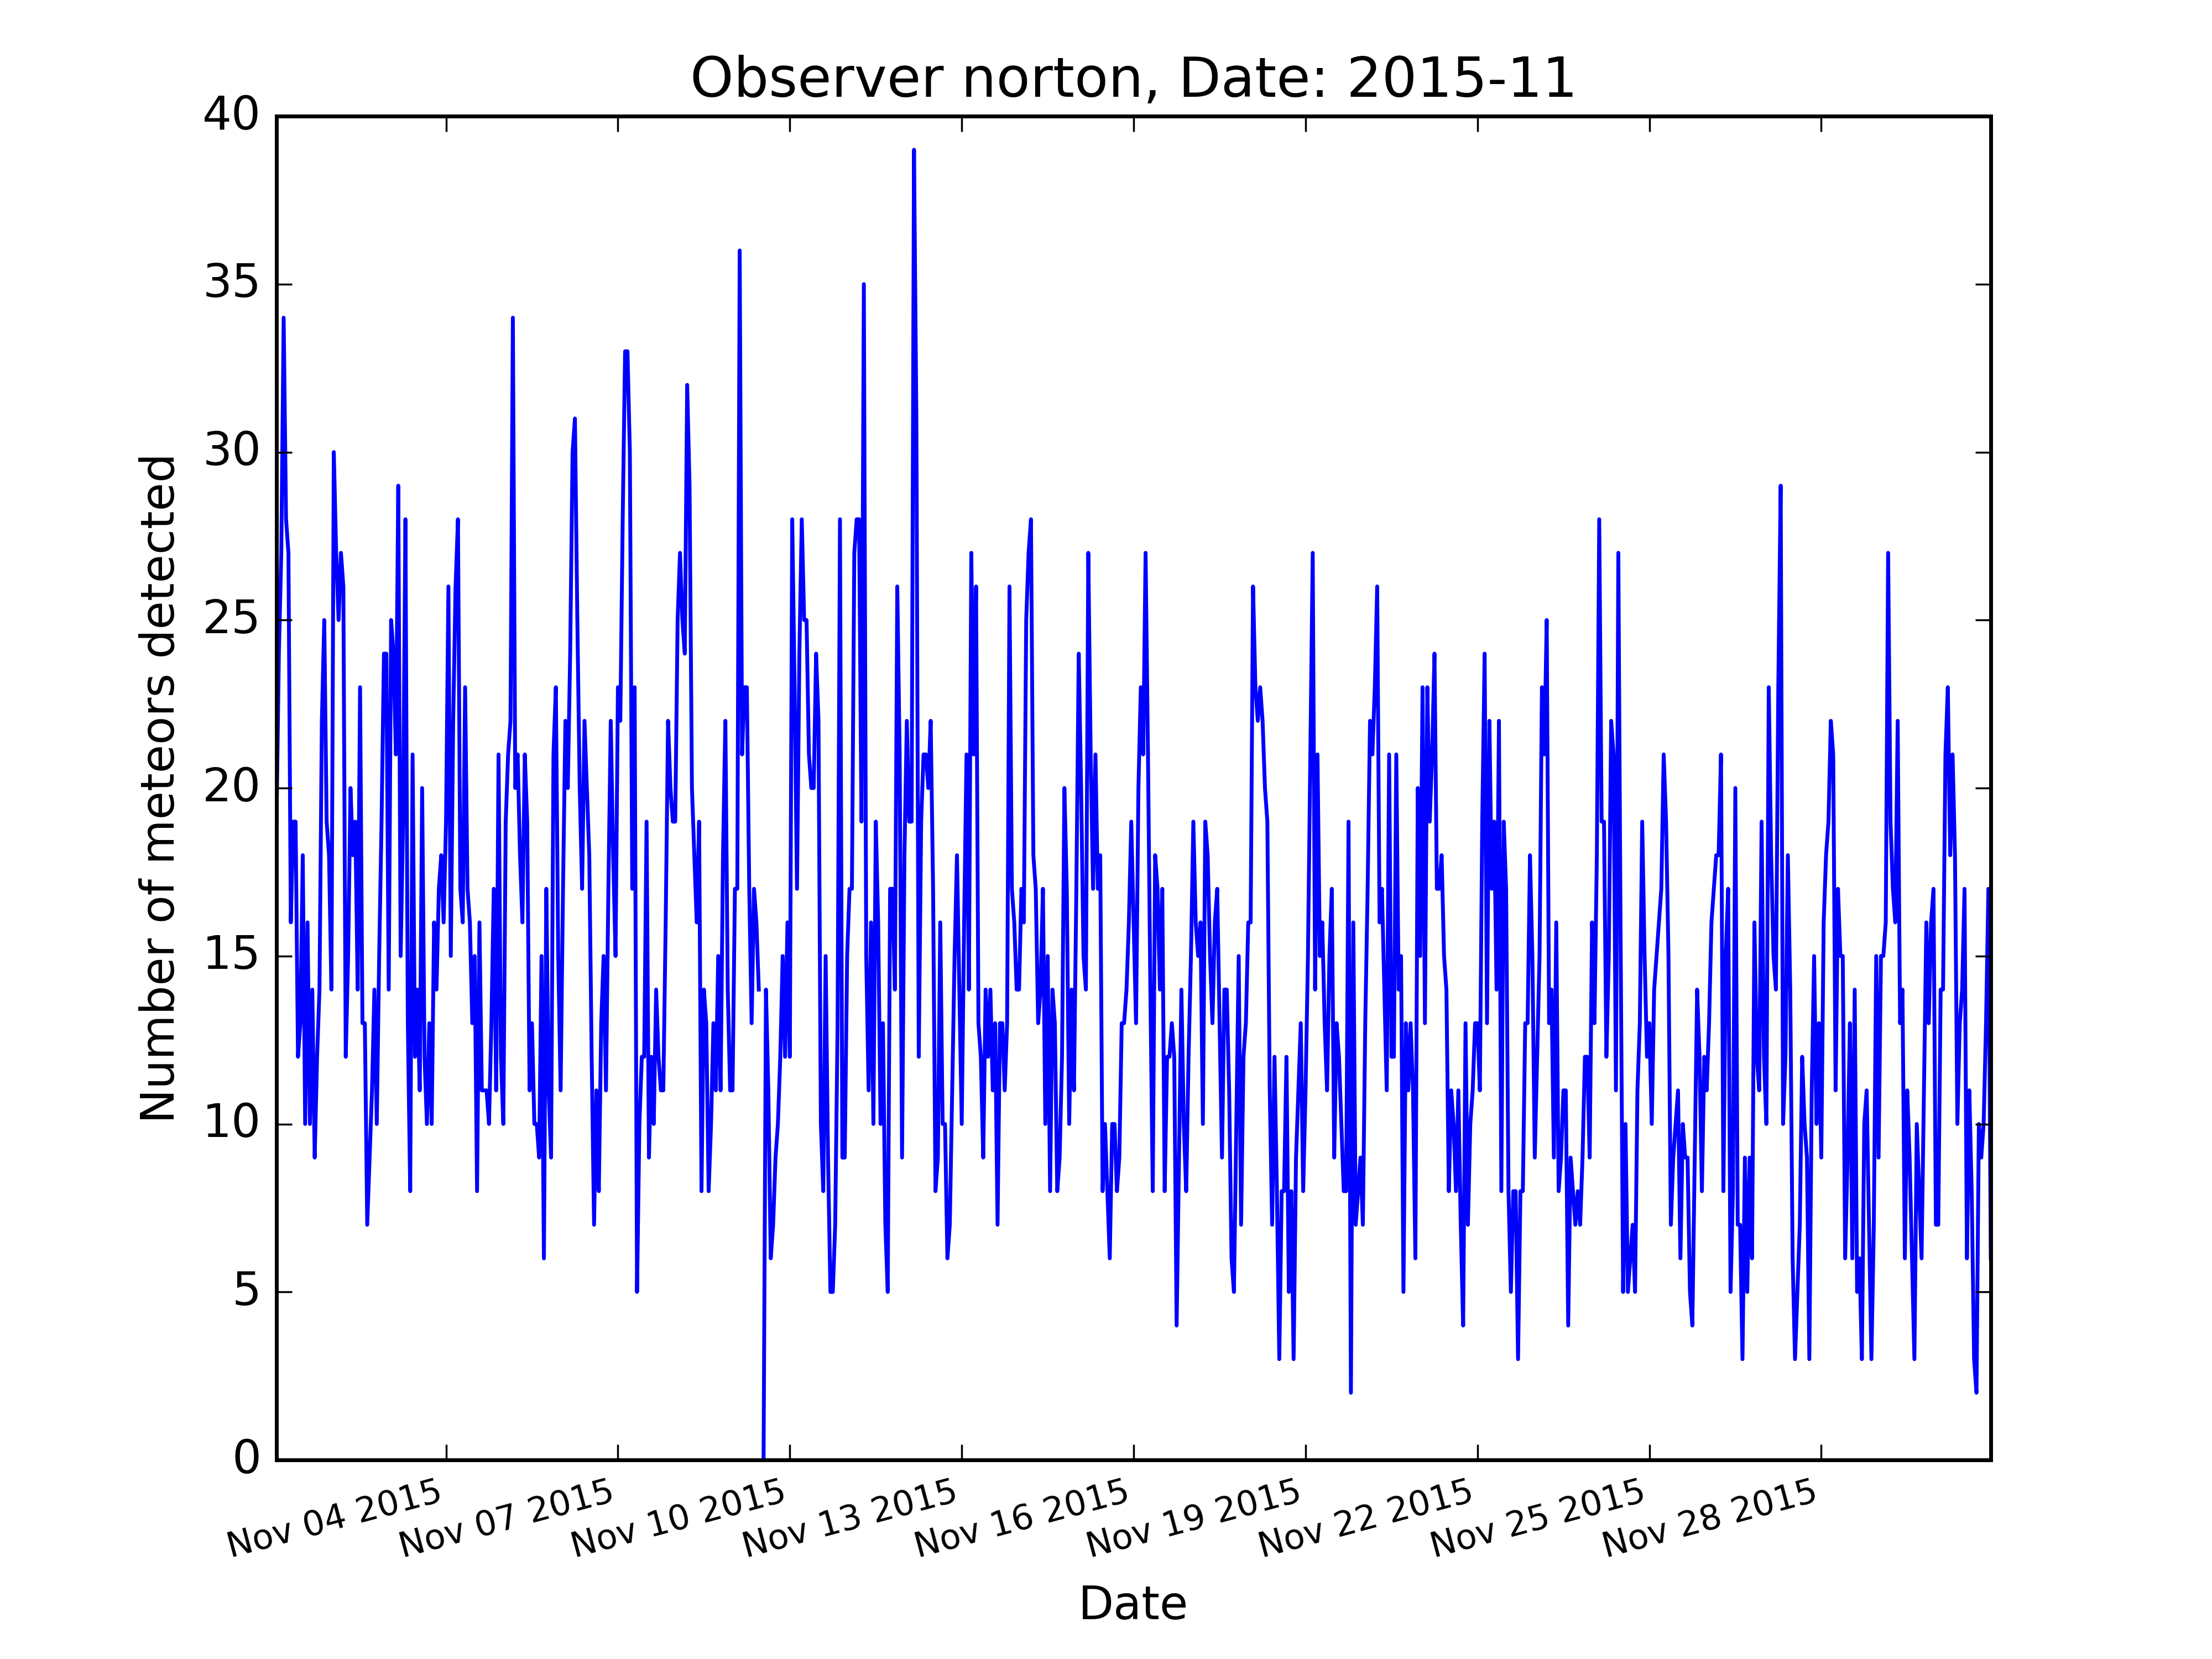 Observer norton, Date: 2015-11
Number of meteors detected
40
35
30
25
20
15
10
5
0
Nov 04 2015
Nov 07 2015
Nov 10 2015
Nov 13 2015
Nov 16 2015
Nov 19 2015
Nov 22 2015
Nov 25 2015
Nov 28 2015
Date